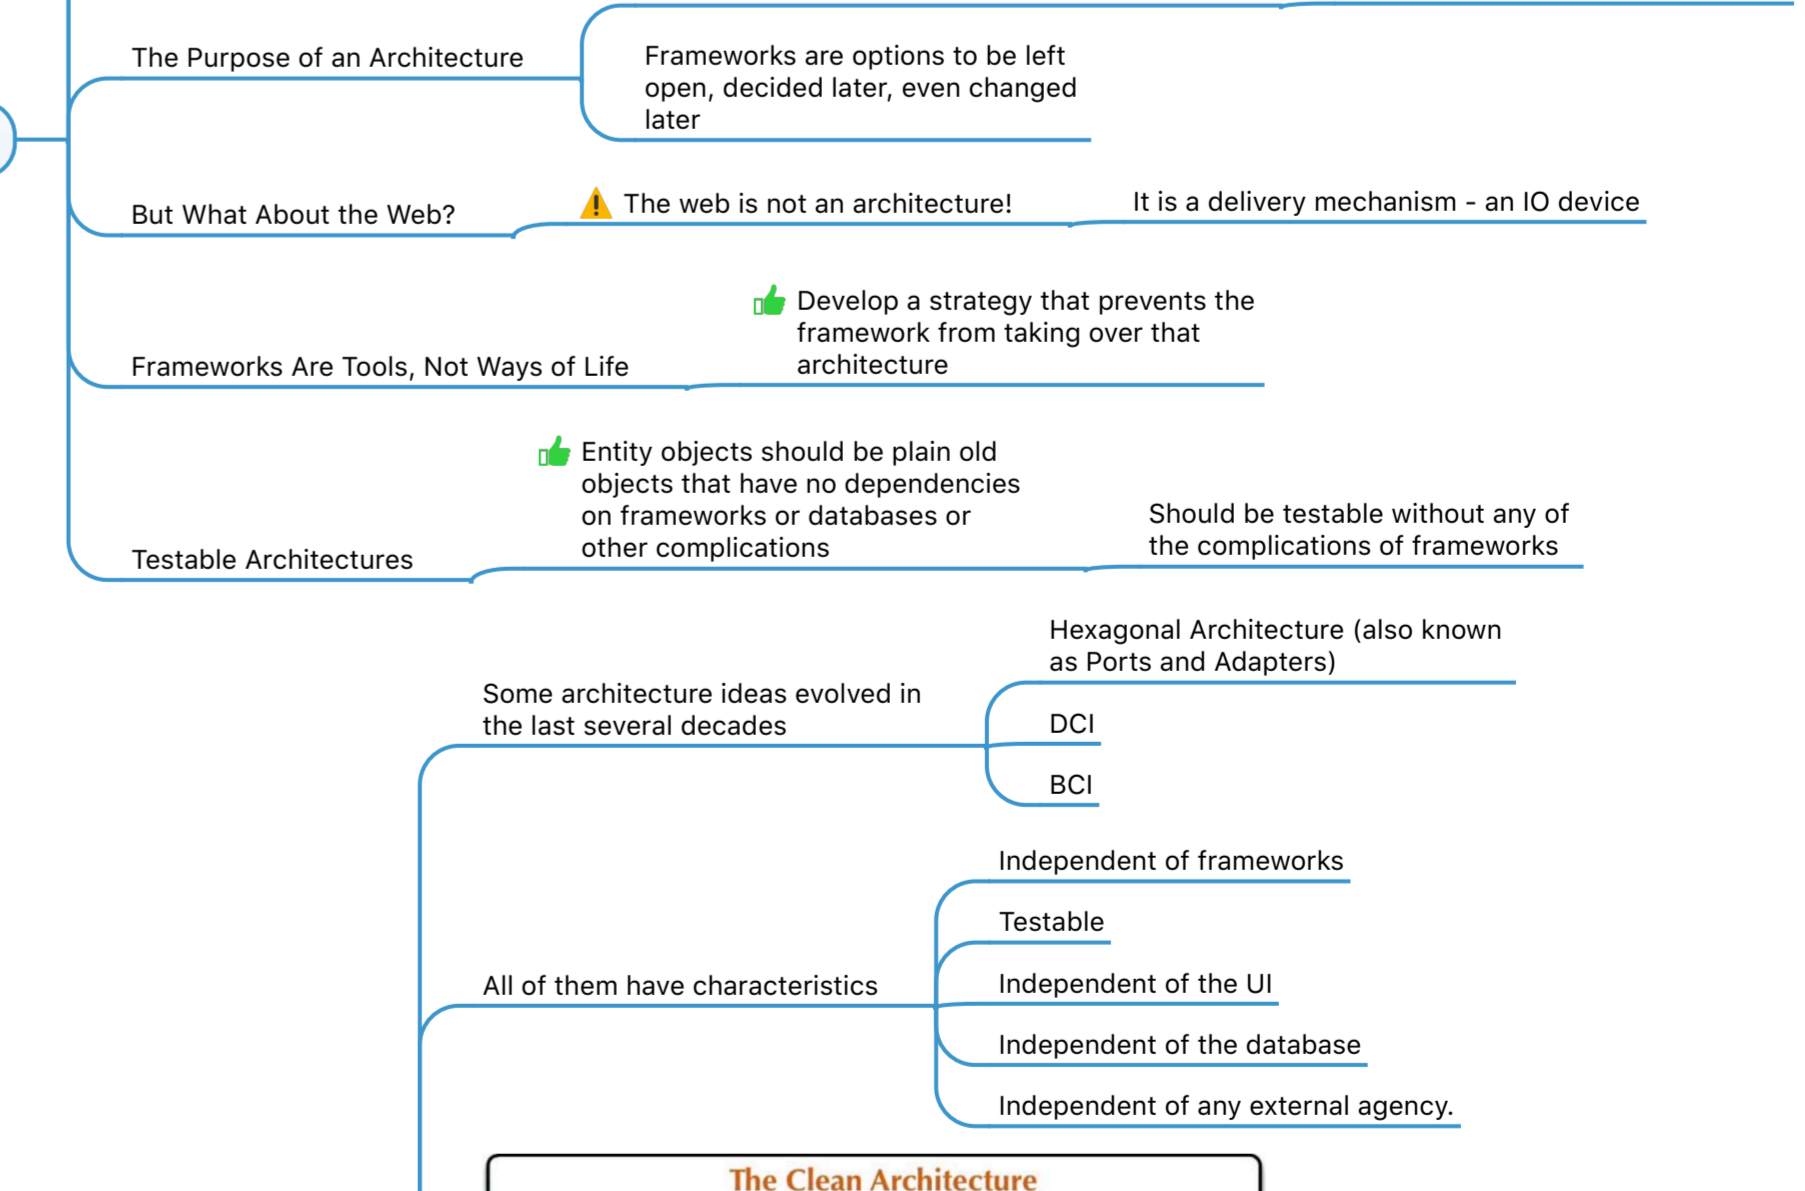 The Purpose of an Architecture
Frameworks are options to be left
open, decided later, even changed
later
But What About the Web?
The web is not an architecture!
It is a delivery mechanism - an IO device
Frameworks Are Tools, Not Ways of Life
Develop a strategy that prevents the
framework from taking over that
architecture
Testable Architectures
Entity objects should be plain old
objects that have no dependencies
on frameworks or databases or
other complications
Should be testable without any of
the complications of frameworks
Some architecture ideas evolved in
the last several decades
Hexagonal Architecture (also known
as Ports and Adapters)
DCI
BCI
All of them have characteristics
Independent of frameworks
Testable
Independent of the UI
Independent of the database
Independent of any external agency.
The Clean Architecture